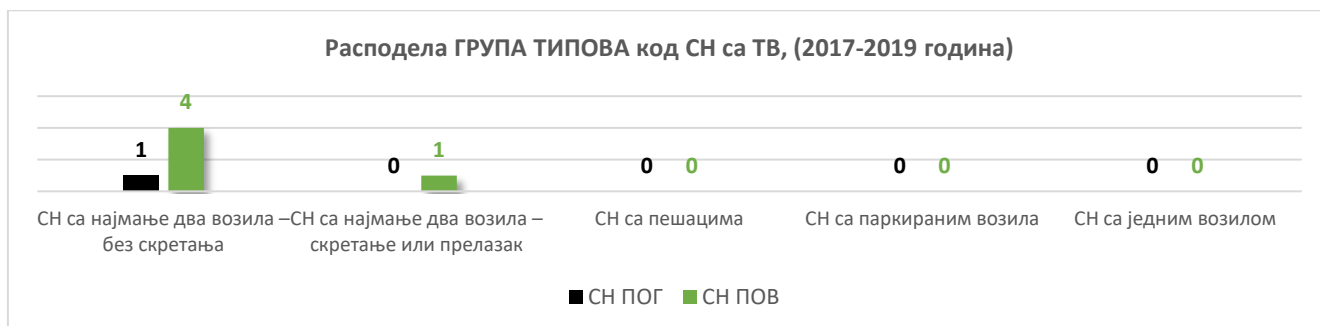 Расподела ГРУПА ТИПОВА код СН са ТВ, (2017-2019 година)
1 4 0 1 0 0 0 0 0 0
СН са најмање два возила – без скретања
СН са најмање два возила – скретање или прелазак
СН са пешацима
СН са паркираним возила
СН са једним возилом
СН ПОГ СН ПОВ